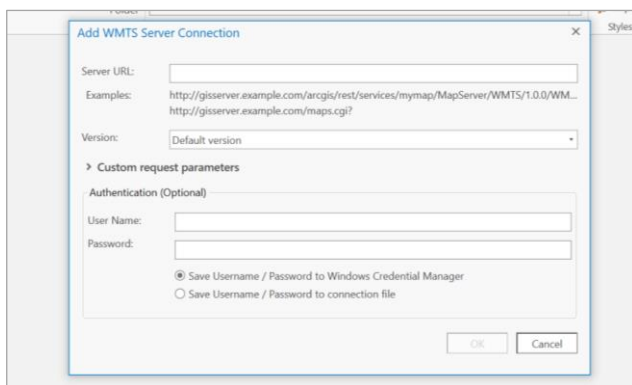 Folder
Styles
Add WMTS Server Connection
Server URL:
Examples: http://gisserver.example.com/arcgis/rest/services/mymap/MapServer/WMTS/1.0.0/WM...
http://gisserver.example.com/maps.cgi?
Version: Default version
Custom request parameters
Authentication (Optional)
User Name:
Password:
Save Username / Password to Windows Credential Manager
Save Username / Password to connection file
OK Cancel